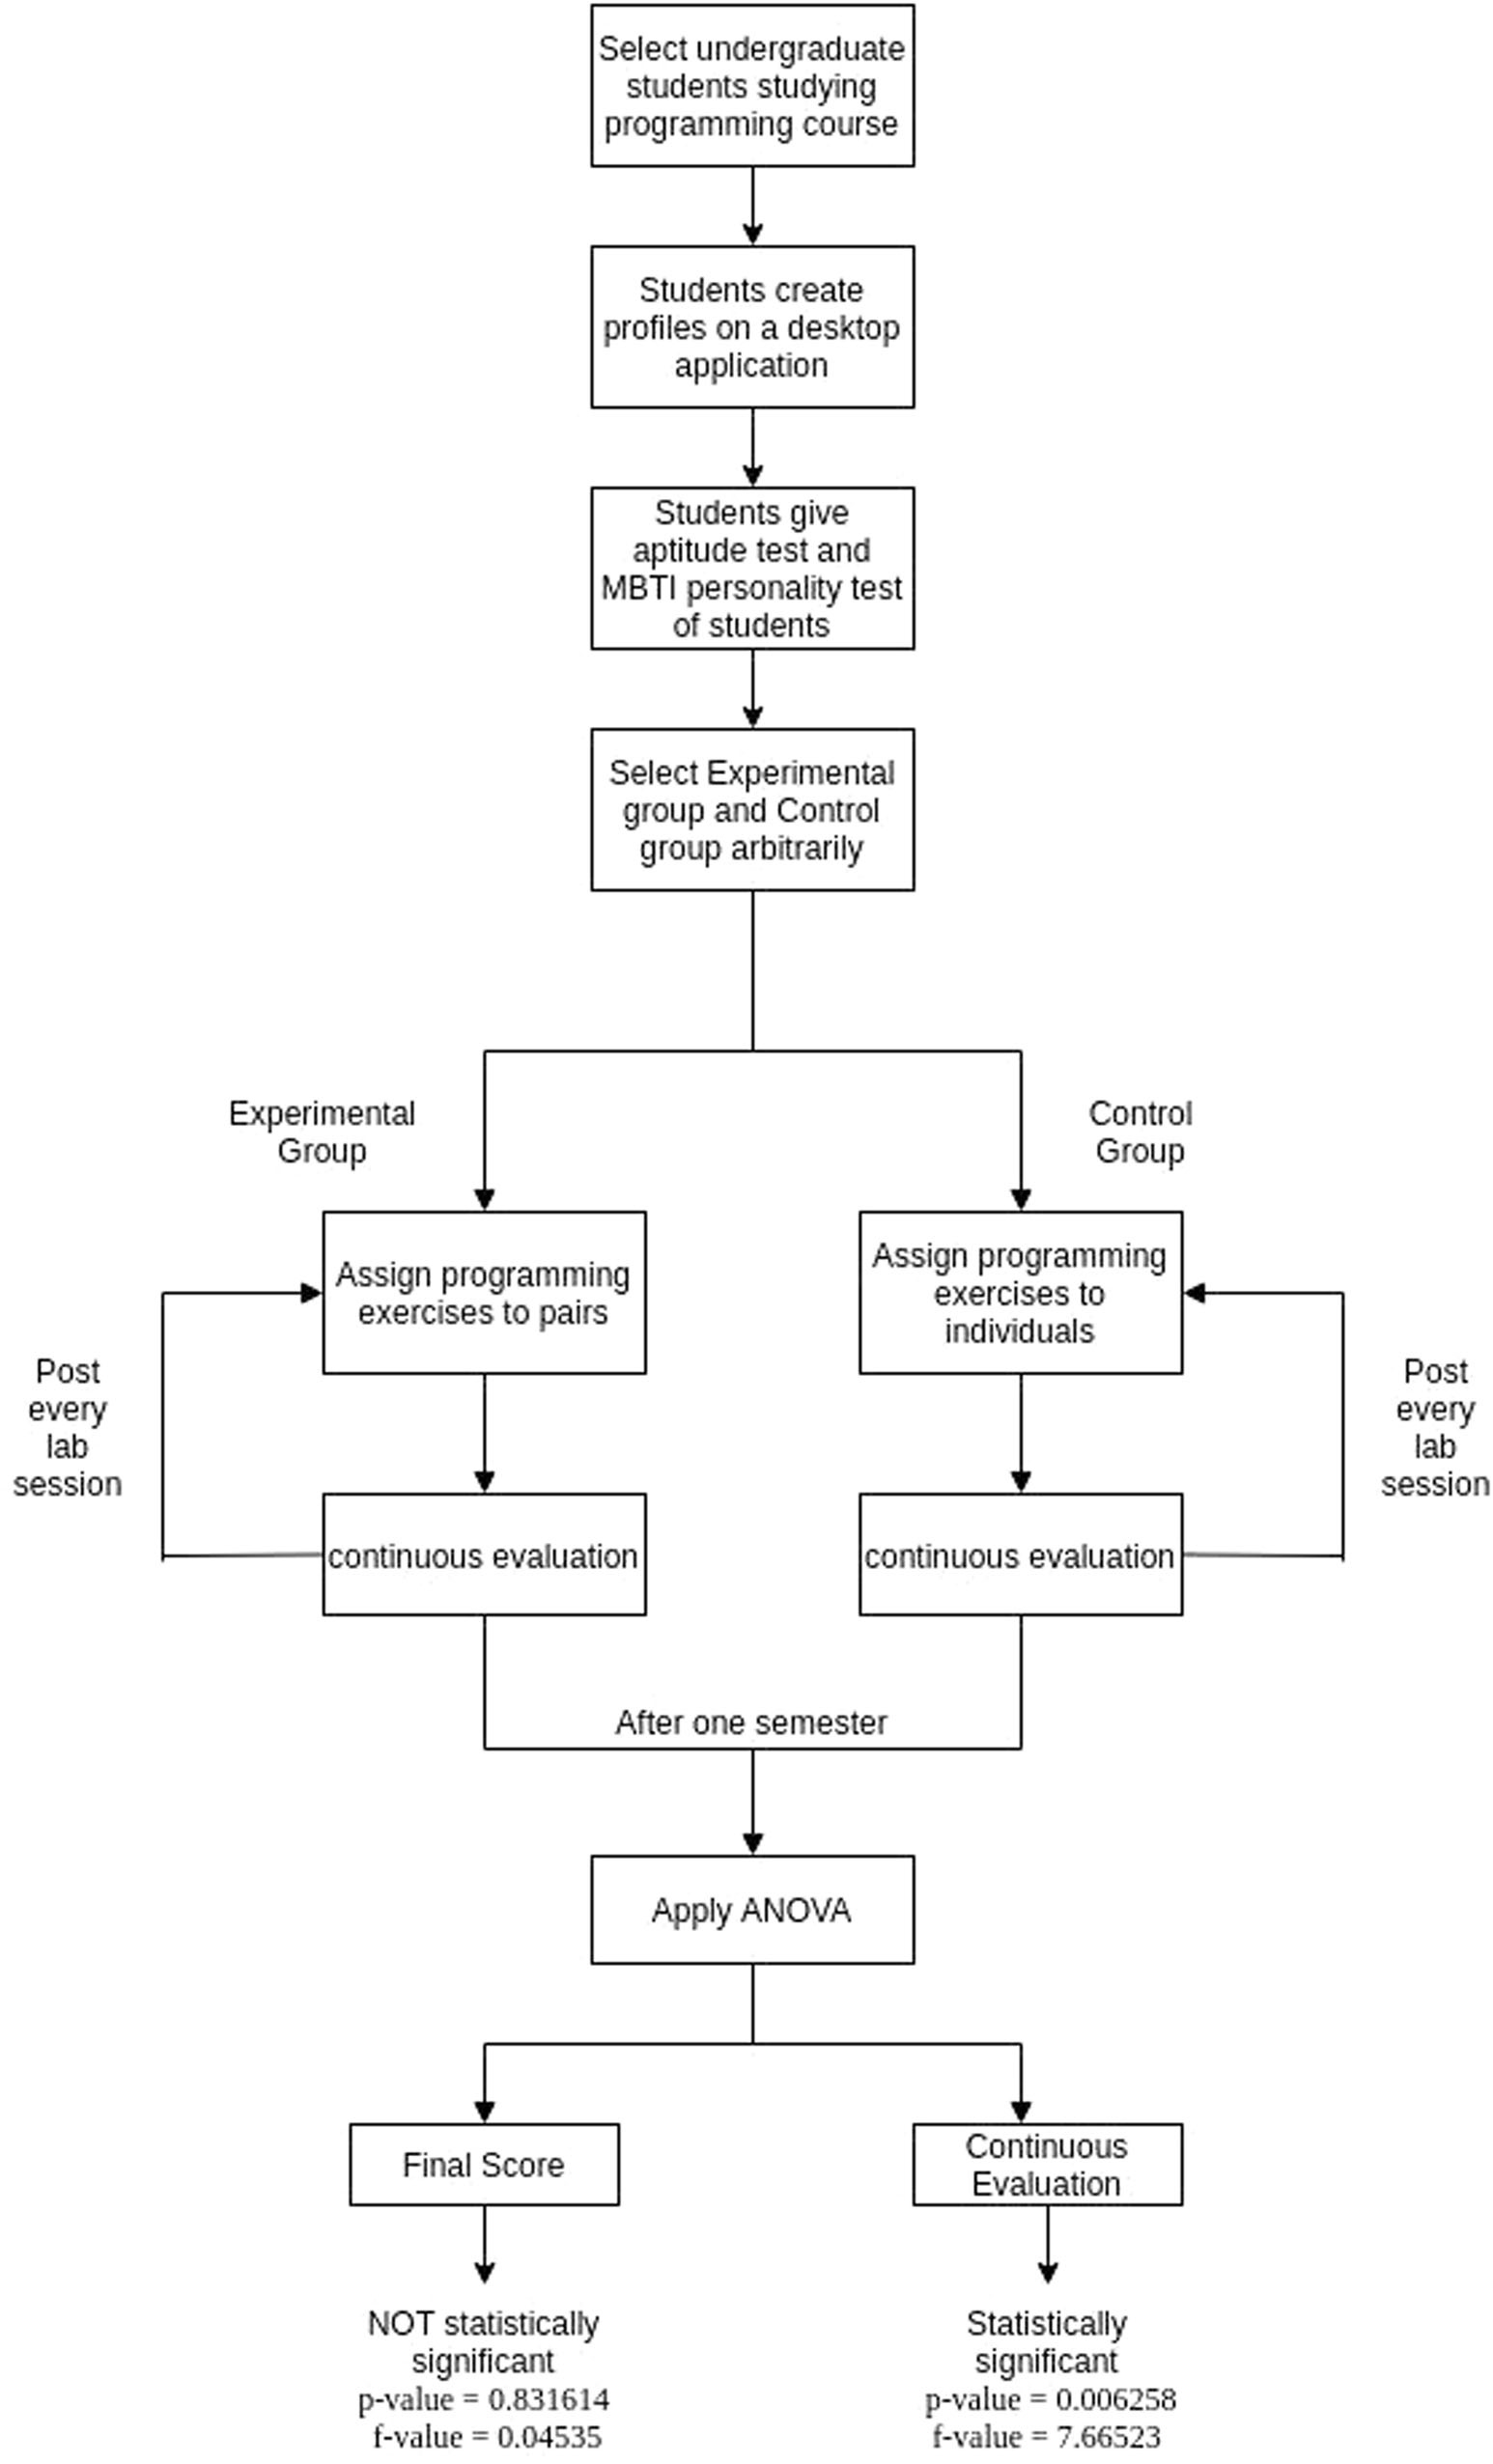 Select undergraduate
students studying
programming course
Students create
profiles on a desktop
application
Students give
aptitude test and
MBTI personality test
of students
Select Experimental
group and Control
group arbitrarily
Experimental
Group
Control
Group
Assign programming
exercises to pairs
Assign programming
exercises to
individuals
Post
every
lab
session
Post
every
lab
session
continuous evaluation
continuous evaluation
After one semester
Apply ANOVA
Final Score
Continuous
Evaluation
NOT statistically
significant
p-value = 0.831614
f-value = 0.04535
Statistically
significant
p-value = 0.006258
f-value = 7.66523